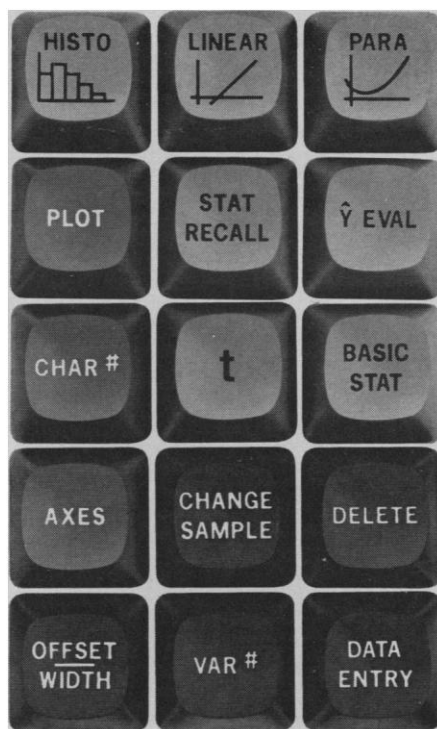 HISTO
LINEAR
PARA
PLOT
STAT
RECALL
Ŷ EVAL
CHAR #
t
BASIC
STAT
AXES
CHANGE
SAMPLE
DELETE
OFFSET
WIDTH
VAR #
DATA
ENTRY